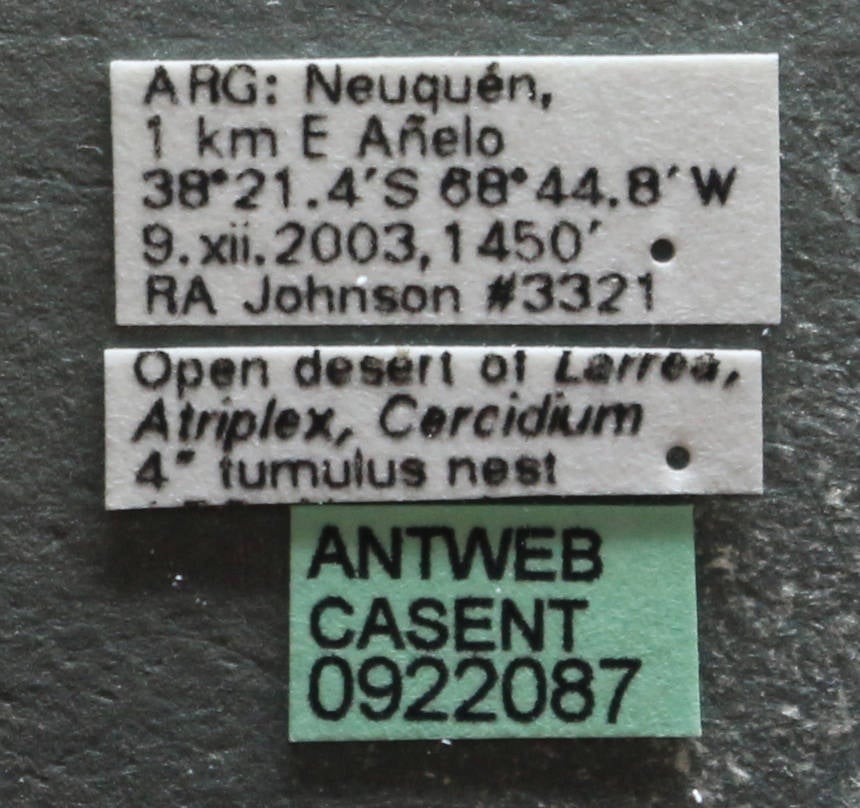 ARG: Neuquén,
1 km E Añelo
38°21.4'S 68°44.8'W
9.xii.2003,1450'
RA Johnson #3321
Open desert of Larrea,
Atriplex, Cercidium
4" tumulus nest
ANTWEB
CASENT
0922087